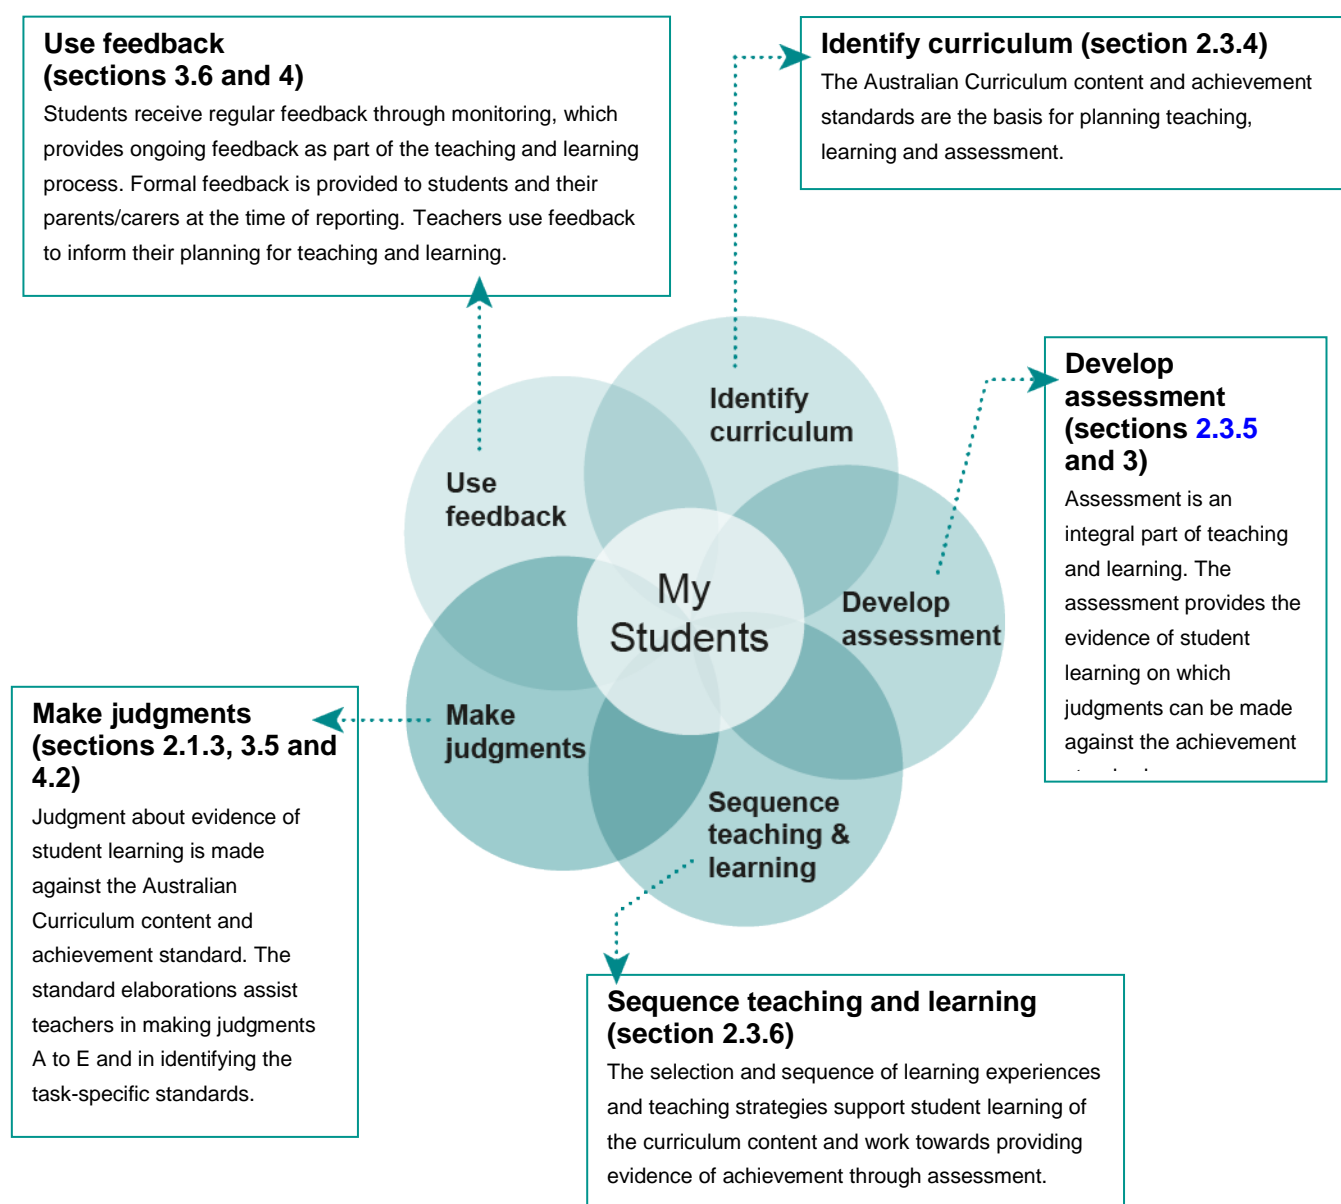 Use feedback
(sections 3.6 and 4)
Students receive regular feedback through monitoring, which
provides ongoing feedback as part of the teaching and learning
process. Formal feedback is provided to students and their
parents/carers at the time of reporting. Teachers use feedback
to inform their planning for teaching and learning.
Identify curriculum (section 2.3.4)
The Australian Curriculum content and achievement
standards are the basis for planning teaching,
learning and assessment.
Develop
assessment
(sections 2.3.5
and 3)
Assessment is an
integral part of teaching
and learning. The
assessment provides the
evidence of student
learning on which
judgments can be made
against the achievement
Identify
curriculum
Use
feedback
My
Students
Develop
assessment
Make
judgments
Sequence
teaching &
learning
Make judgments
(sections 2.1.3, 3.5 and
4.2)
Judgment about evidence of
student learning is made
against the Australian
Curriculum content and
achievement standard. The
standard elaborations assist
teachers in making judgments
A to E and in identifying the
task-specific standards.
Sequence teaching and learning
(section 2.3.6)
The selection and sequence of learning experiences
and teaching strategies support student learning of
the curriculum content and work towards providing
evidence of achievement through assessment.